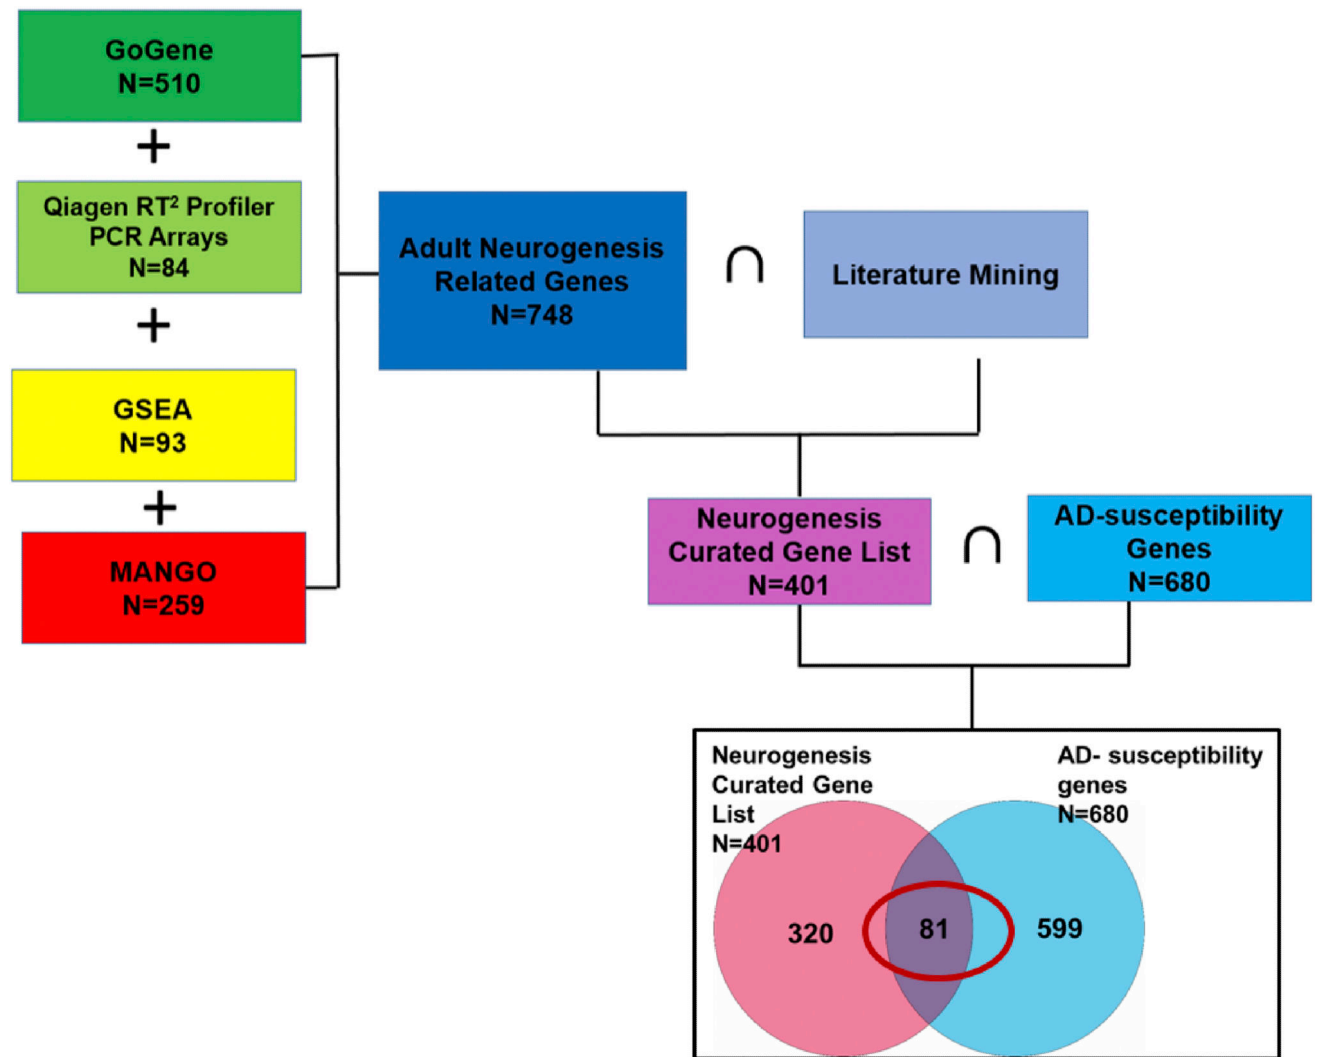 GoGene
N=510
+
Qiagen RT² Profiler
PCR Arrays
N=84
+
GSEA
N=93
+
MANGO
N=259
Adult Neurogenesis
Related Genes
N=748
∩
Literature Mining
Neurogenesis
Curated Gene List
N=401
∩
AD-susceptibility
Genes
N=680
Neurogenesis
Curated Gene
List
N=401
AD- susceptibility
genes
N=680
320
81
599